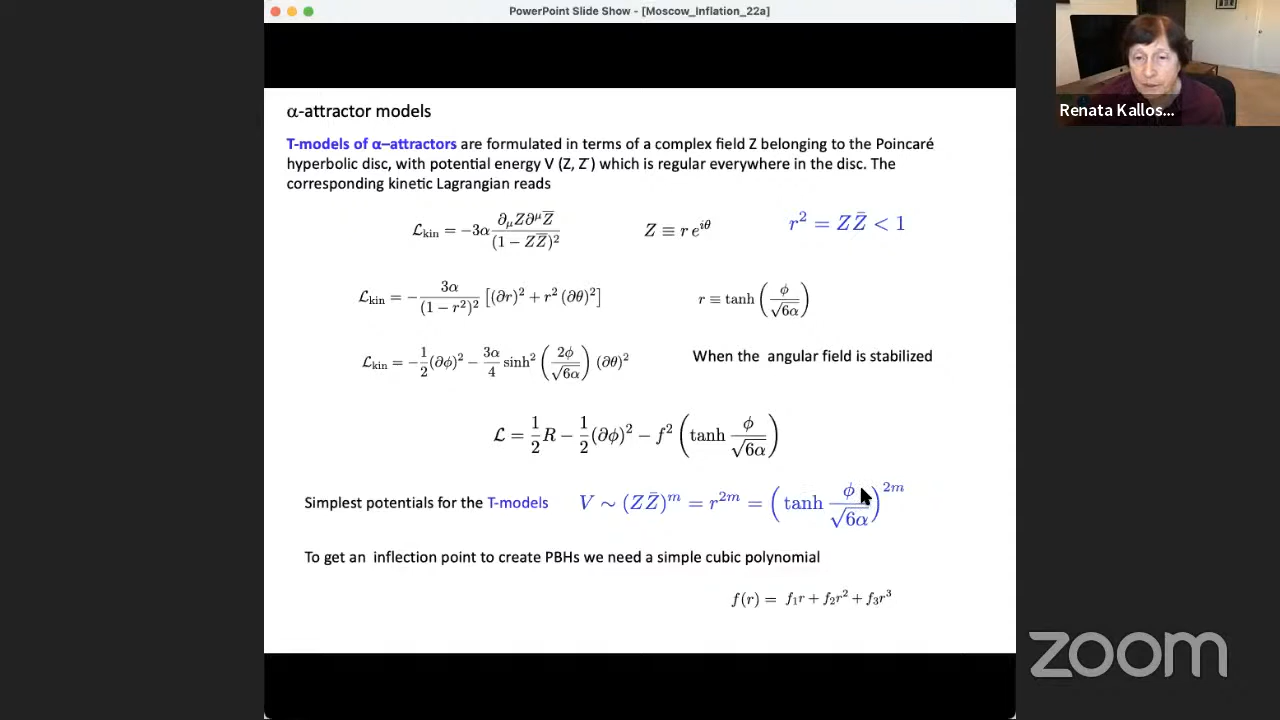 PowerPoint Slide Show - [Moscow_Inflation_22a]
Renata Kallos...
α-attractor models
T-models of α–attractors are formulated in terms of a complex field Z belonging to the Poincaré
hyperbolic disc, with potential energy V (Z, Z̄) which is regular everywhere in the disc. The
corresponding kinetic Lagrangian reads
ℒ_kin = −3α ∂_μZ∂^μZ̄ / (1 − ZZ̄)² Z ≡ r e^{iθ} r² = ZZ̄ < 1
ℒ_kin = − 3α / (1 − r²)² [(∂r)² + r² (∂θ)²] r ≡ tanh (φ / √6α)
ℒ_kin = − 1/2 (∂φ)² − 3α/4 sinh² (2φ / √6α) (∂θ)² When the angular field is stabilized
ℒ = 1/2 R − 1/2 (∂φ)² − f² (tanh φ / √6α)
Simplest potentials for the T-models V ∼ (ZZ̄)^m = r^{2m} = (tanh φ / √6α)^{2m}
To get an inflection point to create PBHs we need a simple cubic polynomial
f(r) = f₁r + f₂r² + f₃r³
zoom